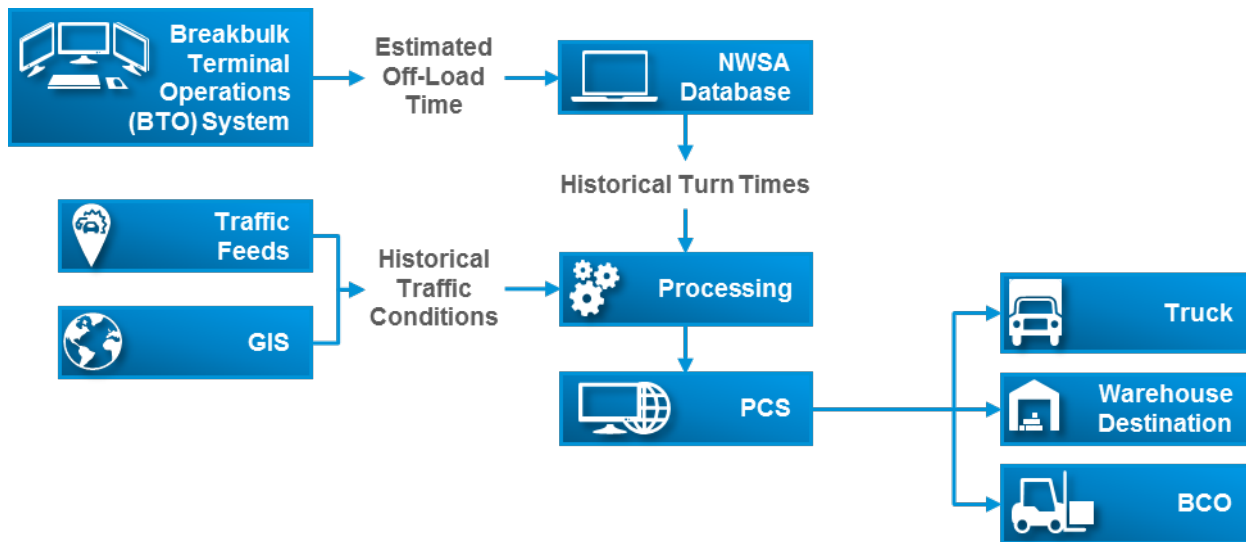 Breakbulk
Terminal
Operations
(BTO) System
Estimated
Off-Load
Time
NWSA
Database
Historical Turn Times
Traffic
Feeds
GIS
Historical
Traffic
Conditions
Processing
PCS
Truck
Warehouse
Destination
BCO